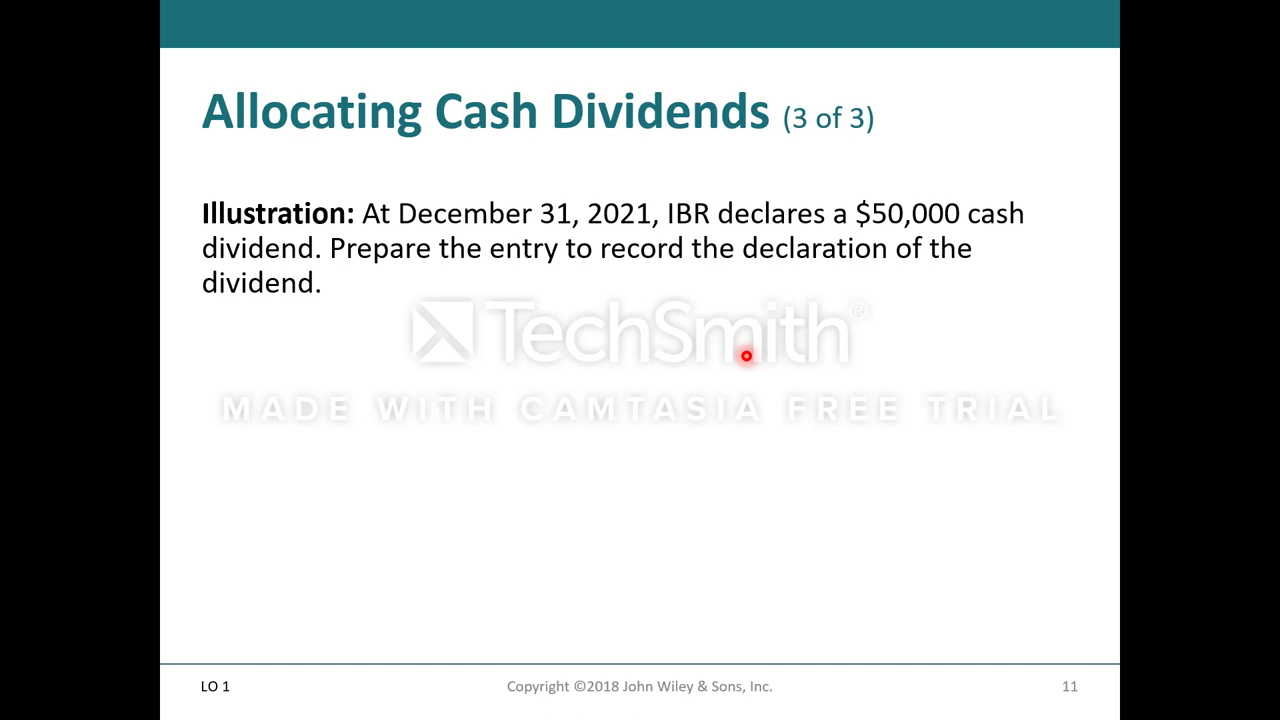 Allocating Cash Dividends (3 of 3)
Illustration: At December 31, 2021, IBR declares a $50,000 cash
dividend. Prepare the entry to record the declaration of the
dividend.
TechSmith®
MADE WITH CAMTASIA FREE TRIAL
LO 1
Copyright ©2018 John Wiley & Sons, Inc.
11